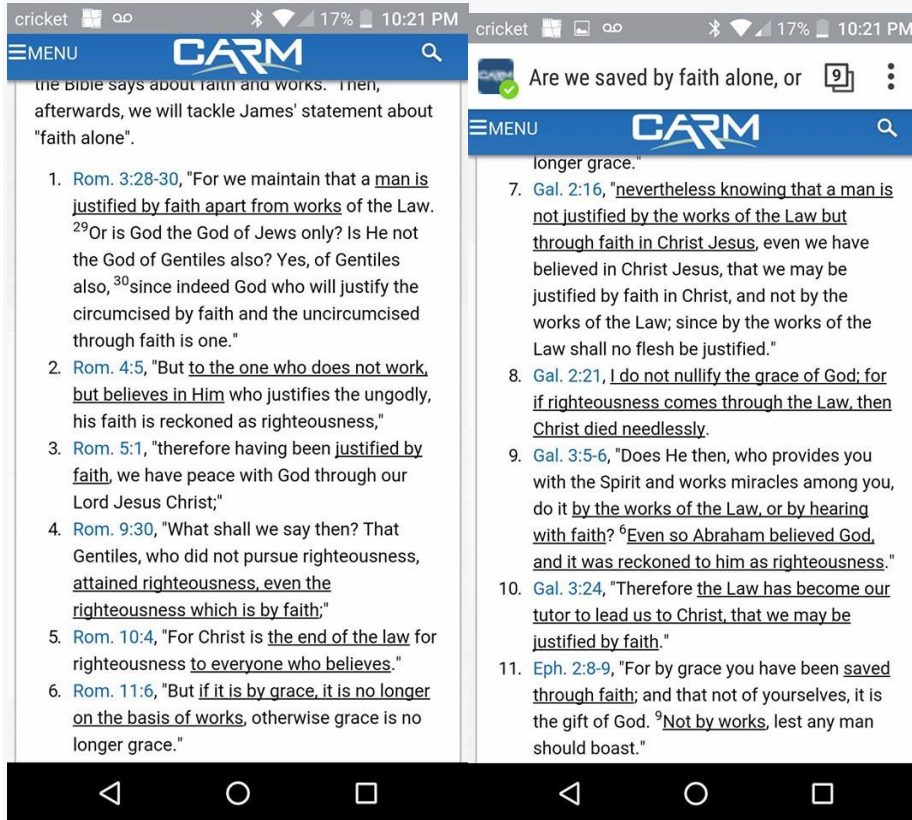 cricket 17% 10:21 PM
MENU CARM
the Bible says about faith and works. Then,
afterwards, we will tackle James' statement about
"faith alone".
1. Rom. 3:28-30, "For we maintain that a man is
justified by faith apart from works of the Law.
29Or is God the God of Jews only? Is He not
the God of Gentiles also? Yes, of Gentiles
also, 30since indeed God who will justify the
circumcised by faith and the uncircumcised
through faith is one."
2. Rom. 4:5, "But to the one who does not work,
but believes in Him who justifies the ungodly,
his faith is reckoned as righteousness,"
3. Rom. 5:1, "therefore having been justified by
faith, we have peace with God through our
Lord Jesus Christ;"
4. Rom. 9:30, "What shall we say then? That
Gentiles, who did not pursue righteousness,
attained righteousness, even the
righteousness which is by faith;"
5. Rom. 10:4, "For Christ is the end of the law for
righteousness to everyone who believes."
6. Rom. 11:6, "But if it is by grace, it is no longer
on the basis of works, otherwise grace is no
longer grace."
cricket 17% 10:21 PM
Are we saved by faith alone, or 9
MENU CARM
longer grace."
7. Gal. 2:16, "nevertheless knowing that a man is
not justified by the works of the Law but
through faith in Christ Jesus, even we have
believed in Christ Jesus, that we may be
justified by faith in Christ, and not by the
works of the Law; since by the works of the
Law shall no flesh be justified."
8. Gal. 2:21, I do not nullify the grace of God; for
if righteousness comes through the Law, then
Christ died needlessly.
9. Gal. 3:5-6, "Does He then, who provides you
with the Spirit and works miracles among you,
do it by the works of the Law, or by hearing
with faith? 6Even so Abraham believed God,
and it was reckoned to him as righteousness."
10. Gal. 3:24, "Therefore the Law has become our
tutor to lead us to Christ, that we may be
justified by faith."
11. Eph. 2:8-9, "For by grace you have been saved
through faith; and that not of yourselves, it is
the gift of God. 9Not by works, lest any man
should boast."